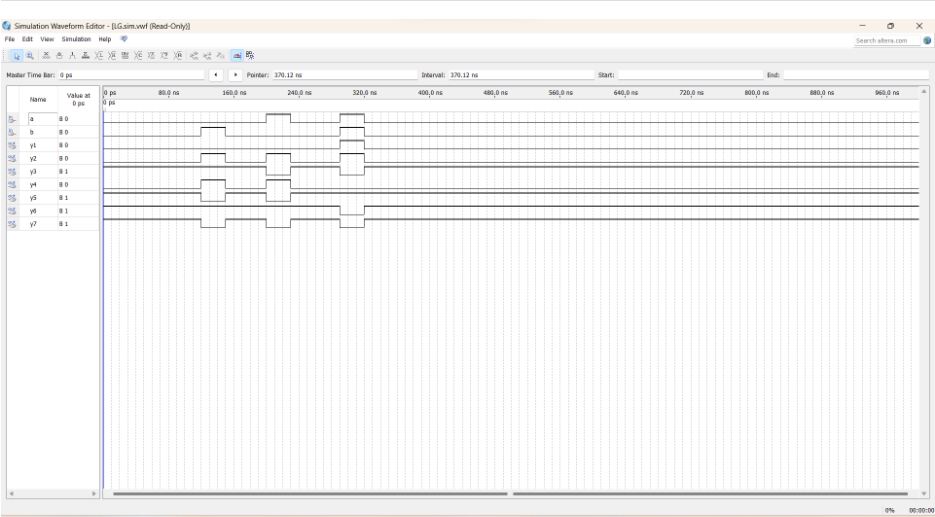 Simulation Waveform Editor - [LG.sim.vwf (Read-Only)]
File Edit View Simulation Help
Search altera.com
Master Time Bar: 0 ps Pointer: 370.12 ns Interval: 370.12 ns Start: End:
Name Value at 0 ps
0 ps 80.0 ns 160.0 ns 240.0 ns 320.0 ns 400.0 ns 480.0 ns 560.0 ns 640.0 ns 720.0 ns 800.0 ns 880.0 ns 960.0 ns
0 ps
a B 0
b B 0
y1 B 0
y2 B 0
y3 B 1
y4 B 0
y5 B 1
y6 B 1
y7 B 1
0% 00:00:00